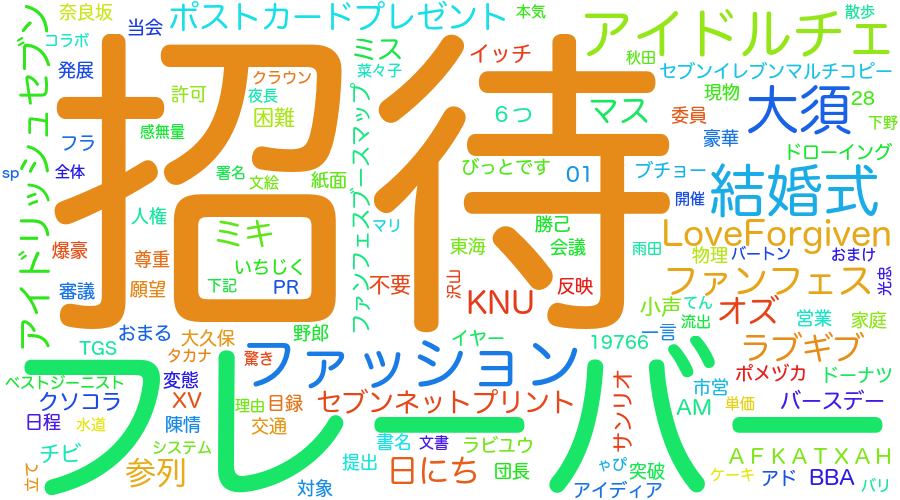 奈良坂
当会
ポストカードプレゼント
本気
アイドルチェ
散歩
コラボ
発展
ミス
イッチ
秋田
菜々子
クラウン
夜長
セブンイレブンマルチコピー
許可
困難
6つ
マス
委員
現物
28
大須
下野
感無量
フラ
豪華
ドローイング
sp
全体
署名
文絵
紙面
びっとです
01
ブチョー
開催
結婚式
招待
人権
ミキ
マリ
勝己
LoveForgiven
爆豪
尊重
いちじく
東海
会議
雨田
物理
バートン
おまけ
審議
願望
下記
PR
不要
沢山
反映
ファンフェス
光忠
アイドリッシュセブン
ファンフェスブースマップ
KNU
小声
てん
オズ
おまる
大久保
野郎
一言
流出
営業
家庭
TGS
タカナ
驚き
イヤー
19766
ラブギブ
ファッション
フレーバー
ベストジーニスト
変態
ポメヅカ
ドーナツ
クソコラ
XV
理由
目録
セブンネットプリント
サンリオ
市営
AM
単価
バースデー
日程
水道
陳情
交通
書名
文書
ラビユウ
チビ
システム
AFKATXAH
2立
参列
提出
日にち
団長
ゃぴ
突破
ケーキ
アド
BBA
対象
アイディア
バリ